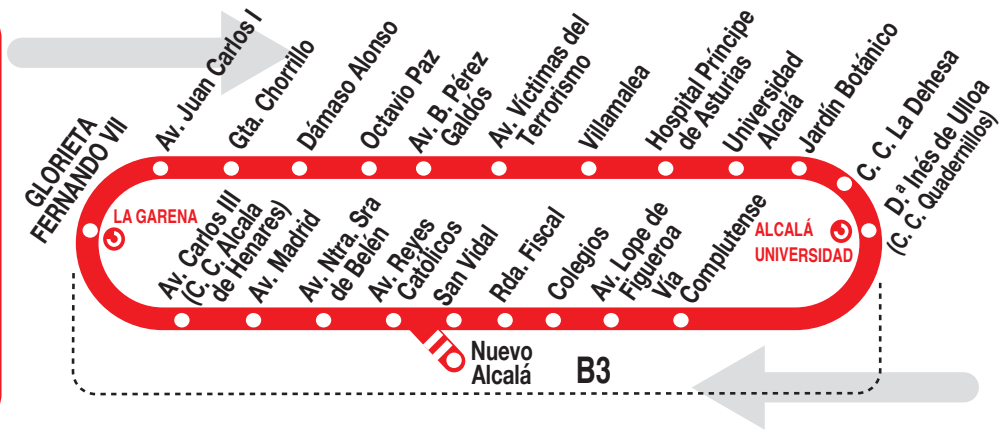 GLORIETA
FERNANDO VII
Av. Juan Carlos I
Gta. Chorrillo
Dámaso Alonso
Octavio Paz
Av. B. Pérez
Galdós
Av. Víctimas del
Terrorismo
Villamalea
Hospital Príncipe
de Asturias
Universidad
Alcalá
Jardín Botánico
C. C. La Dehesa
D.ª Inés de Ulloa
(C. C. Quadernillos)
LA GARENA
ALCALÁ
UNIVERSIDAD
Av. Carlos III
(C. C. Alcala
de Henares)
Av. Madrid
Av. Ntra. Sra
de Belén
Av. Reyes
Católicos
San Vidal
Rda. Fiscal
Colegios
Av. Lope de
Figueroa
Vía
Complutense
Nuevo
Alcalá
B3